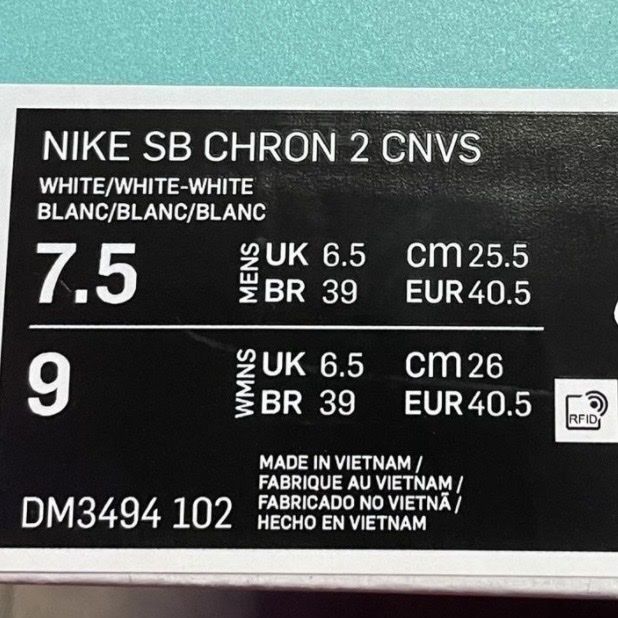 NIKE SB CHRON 2 CNVS
WHITE/WHITE-WHITE
BLANC/BLANC/BLANC
7.5 MENS UK 6.5 cm 25.5
BR 39 EUR 40.5
9 WMNS UK 6.5 cm 26
BR 39 EUR 40.5
RFID
MADE IN VIETNAM /
FABRIQUE AU VIETNAM /
FABRICADO NO VIETNÃ /
HECHO EN VIETNAM
DM3494 102